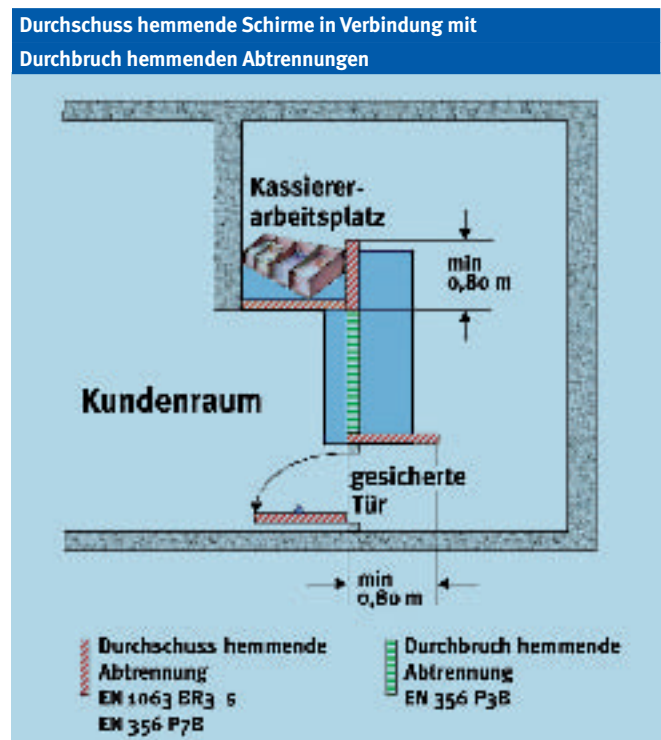 Durchschuss hemmende Schirme in Verbindung mit
Durchbruch hemmenden Abtrennungen
Kassierer-
arbeitsplatz
min
0,80 m
Kundenraum
gesicherte
Tür
min
0,80 m
Durchschuss hemmende
Abtrennung
EN 1063 BR3 s
EN 356 P7B
Durchbruch hemmende
Abtrennung
EN 356 P3B